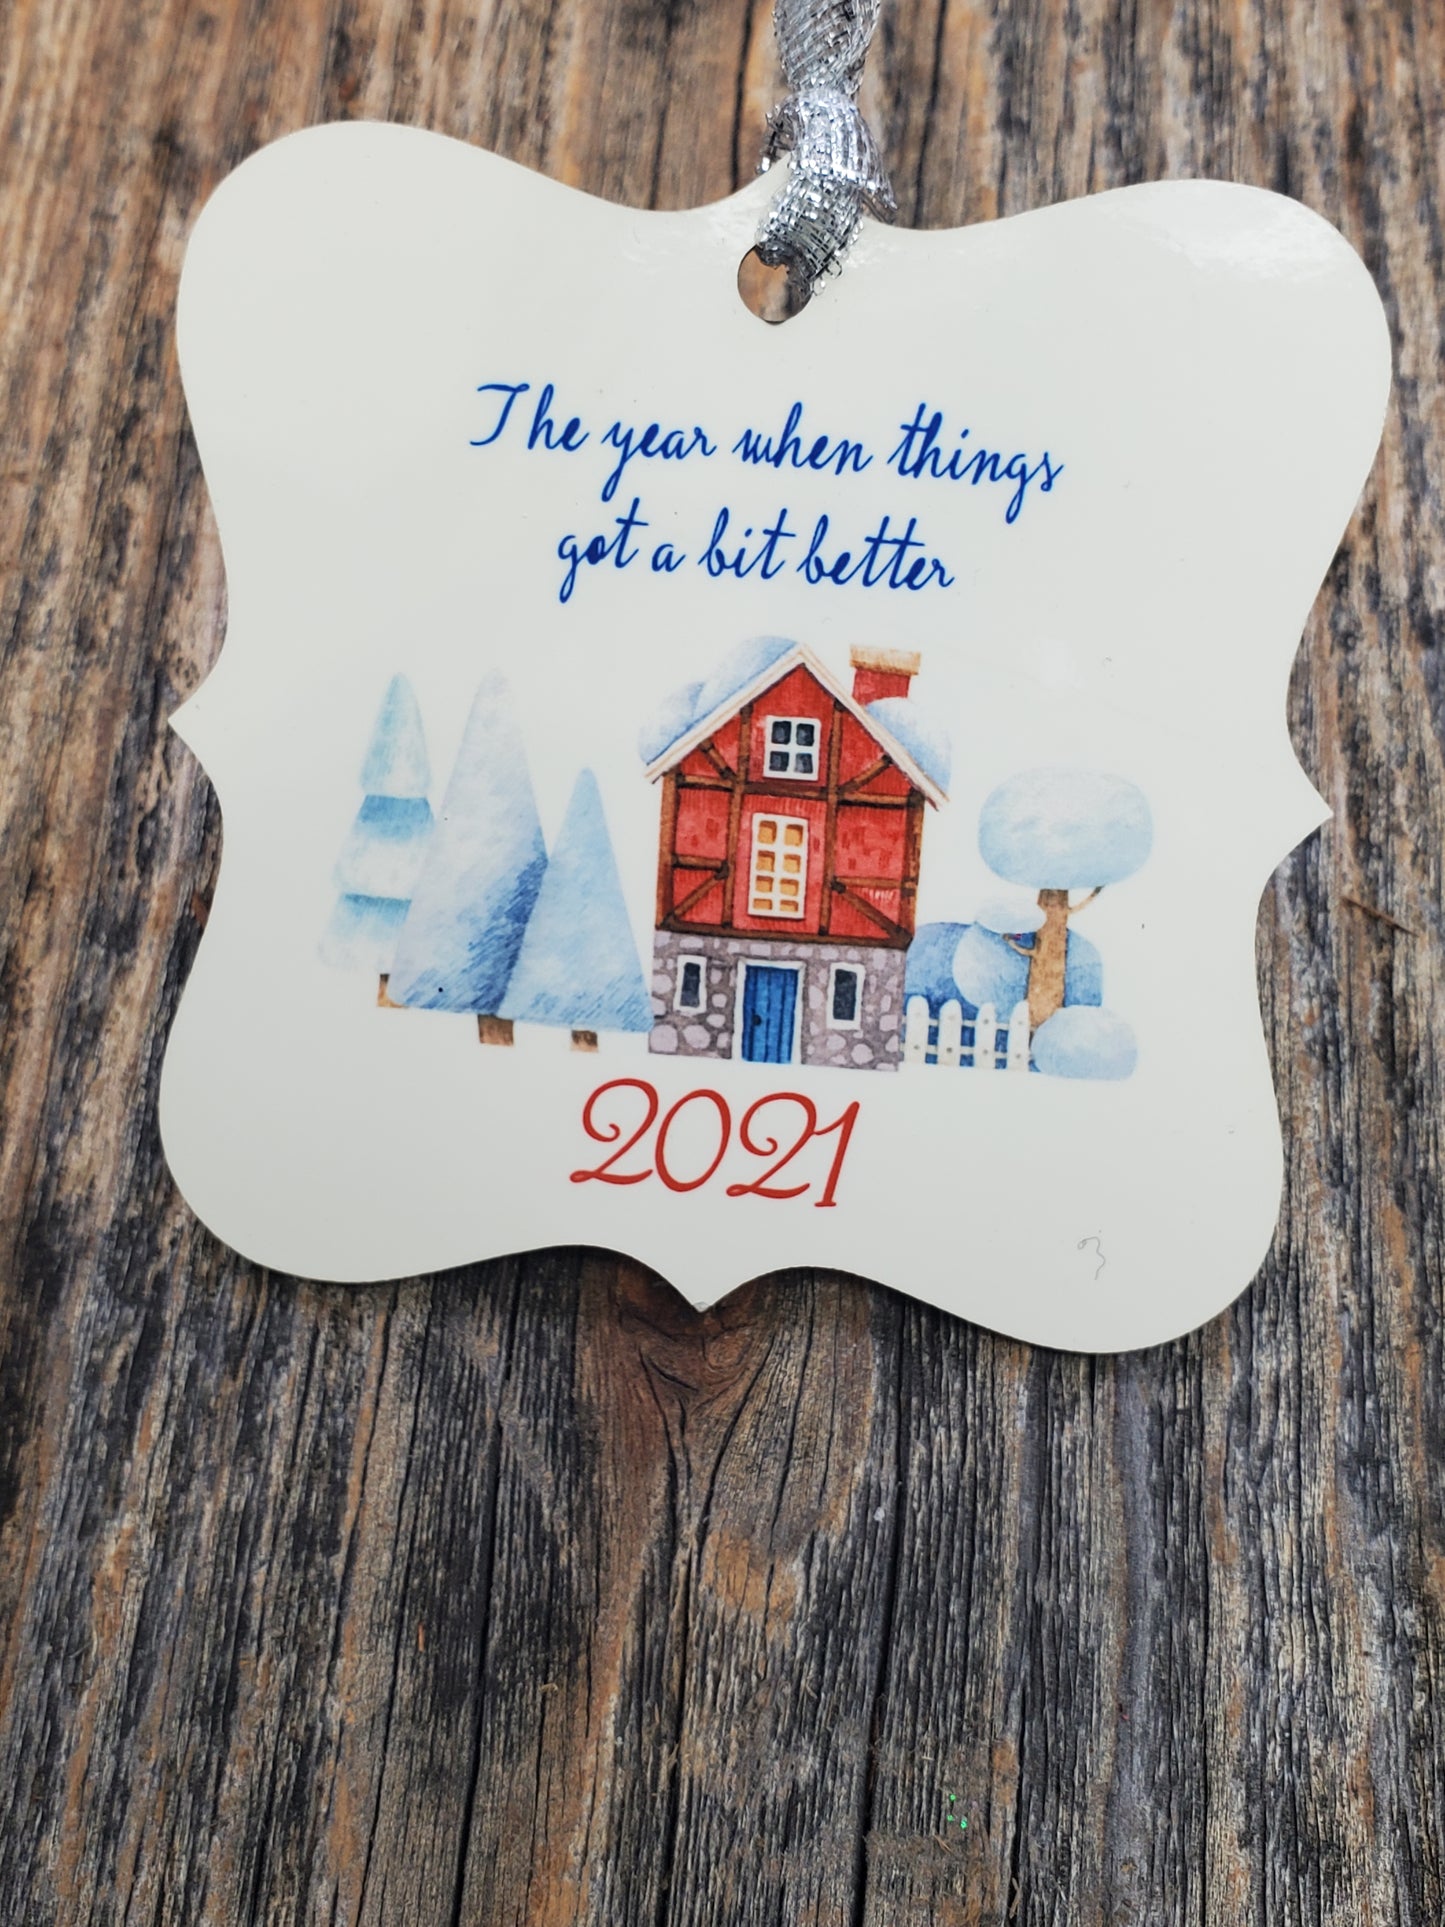 The year when things
got a bit better
2021